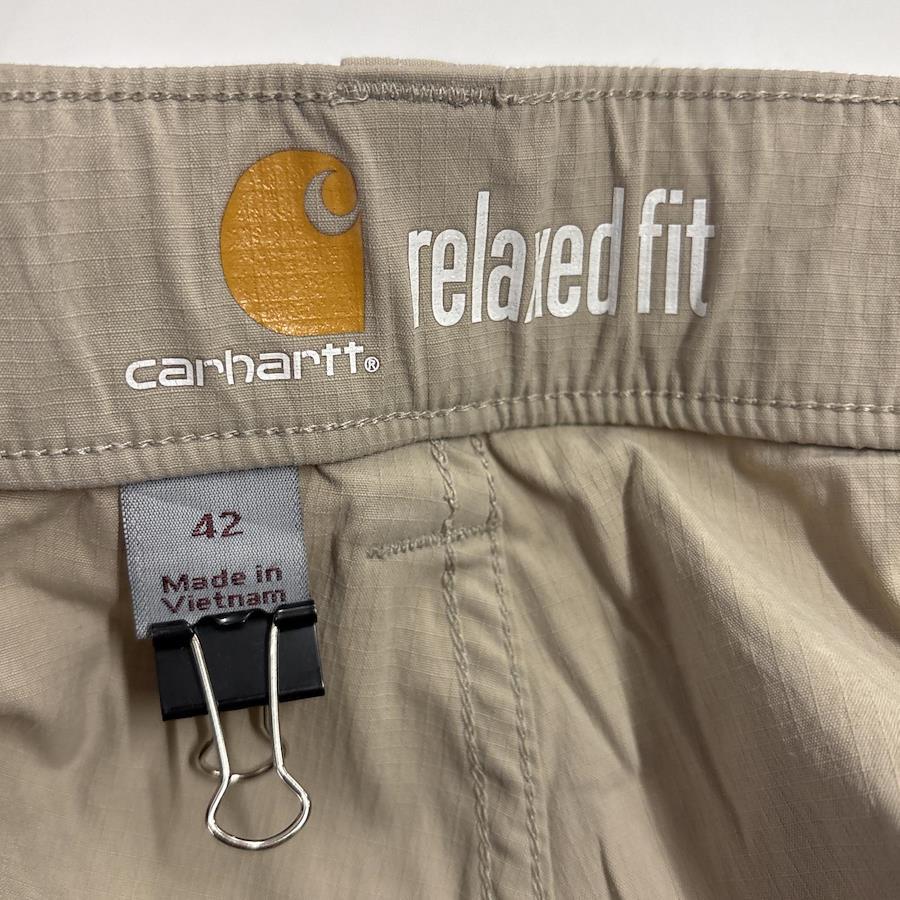 relaxed fit
carhartt®
42
Made in
Vietnam